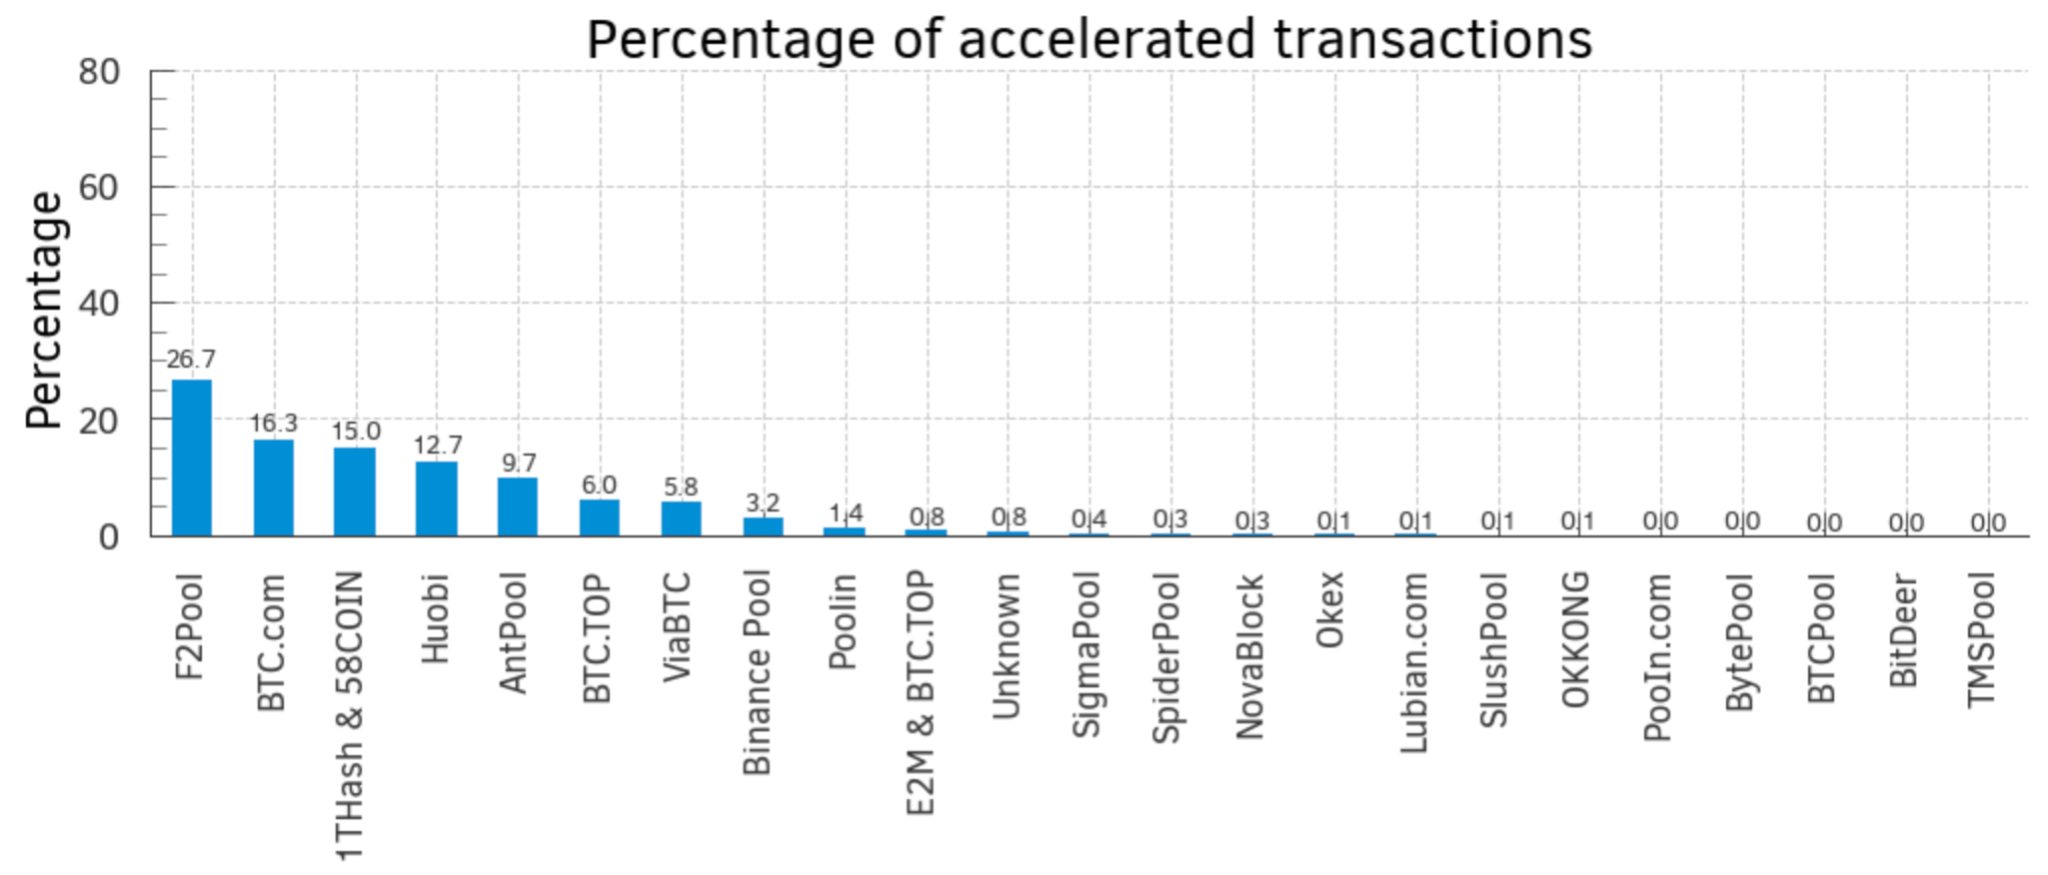 Percentage of accelerated transactions
Percentage
80
60
40
20
0
26.7
16.3
15.0
12.7
9.7
6.0
5.8
3.2
1.4
0.8
0.8
0.4
0.3
0.3
0.1
0.1
0.1
0.1
0.0
0.0
0.0
0.0
0.0
F2Pool
BTC.com
1THash & 58COIN
Huobi
AntPool
BTC.TOP
ViaBTC
Binance Pool
Poolin
E2M & BTC.TOP
Unknown
SigmaPool
SpiderPool
NovaBlock
Okex
Lubian.com
SlushPool
OKKONG
PooIn.com
BytePool
BTCPool
BitDeer
TMSPool